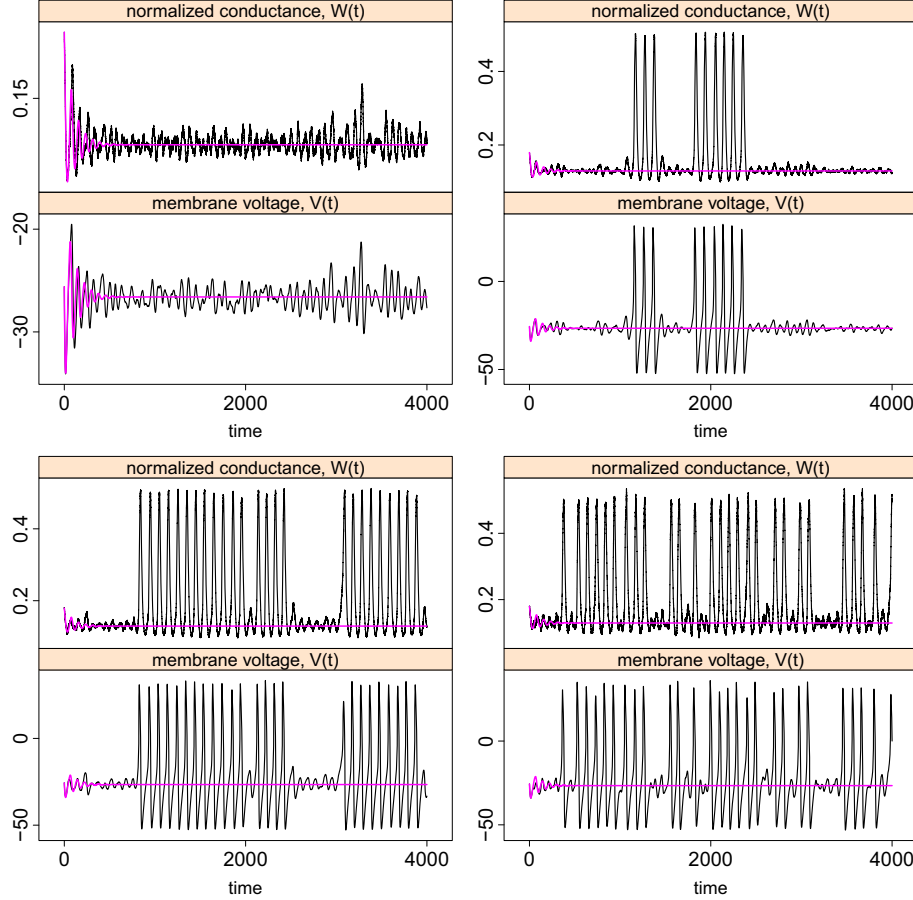 normalized conductance, W(t)
0.15
membrane voltage, V(t)
−20
−30
0 2000 4000
time
normalized conductance, W(t)
0.4
0.2
membrane voltage, V(t)
0
−50
0 2000 4000
time
normalized conductance, W(t)
0.4
0.2
membrane voltage, V(t)
0
−50
0 2000 4000
time
normalized conductance, W(t)
0.4
0.2
membrane voltage, V(t)
0
−50
0 2000 4000
time